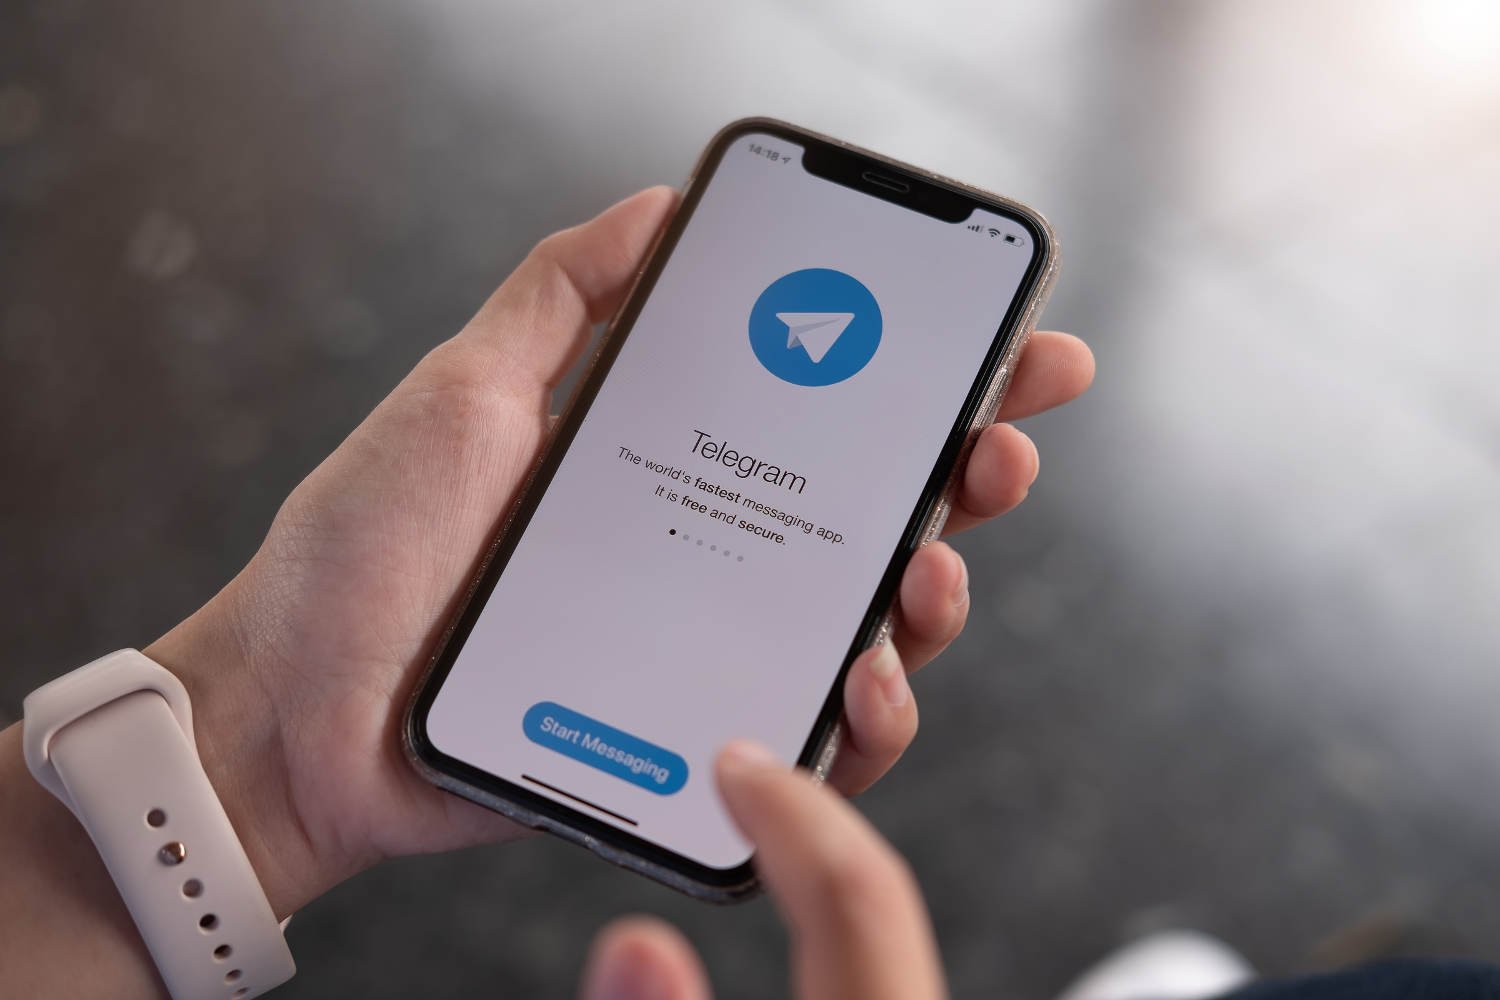 14:18
Telegram
The world's fastest messaging app.
It is free and secure.
Start Messaging